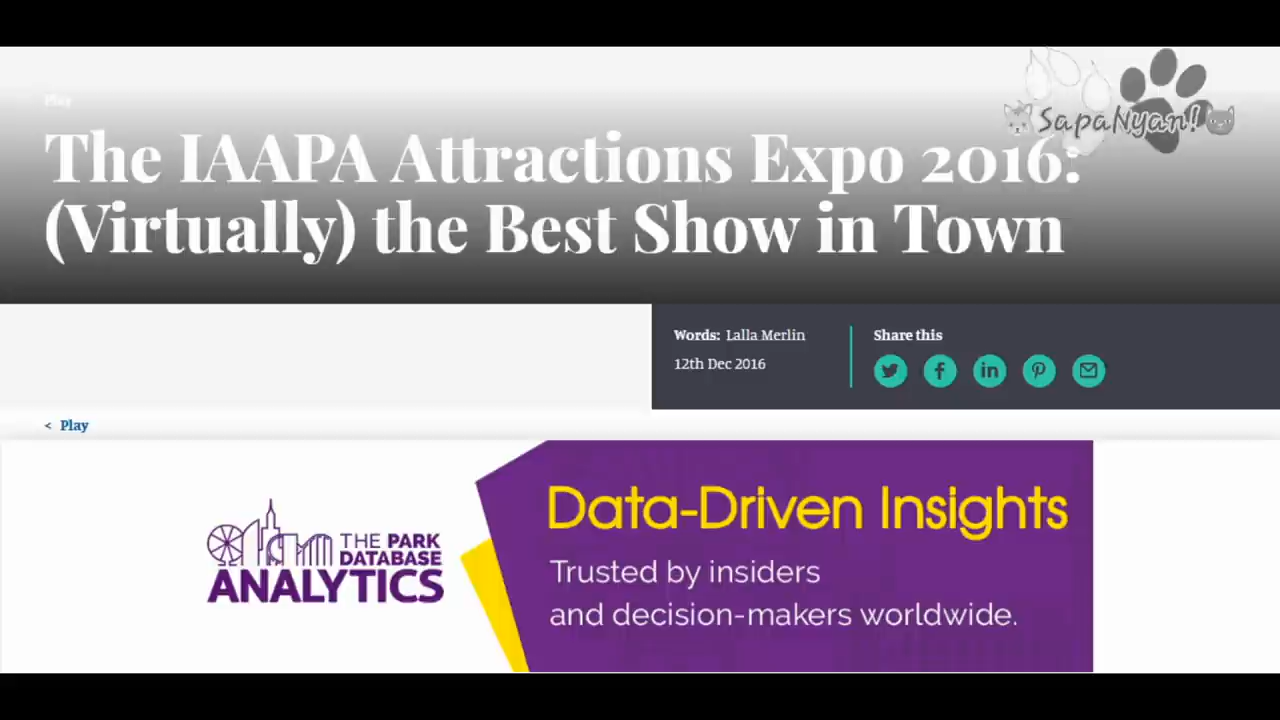 Play
SapaNyan!
The IAAPA Attractions Expo 2016:
(Virtually) the Best Show in Town
Words: Lalla Merlin
12th Dec 2016
Share this
< Play
THE PARK
DATABASE
ANALYTICS
Data-Driven Insights
Trusted by insiders
and decision-makers worldwide.